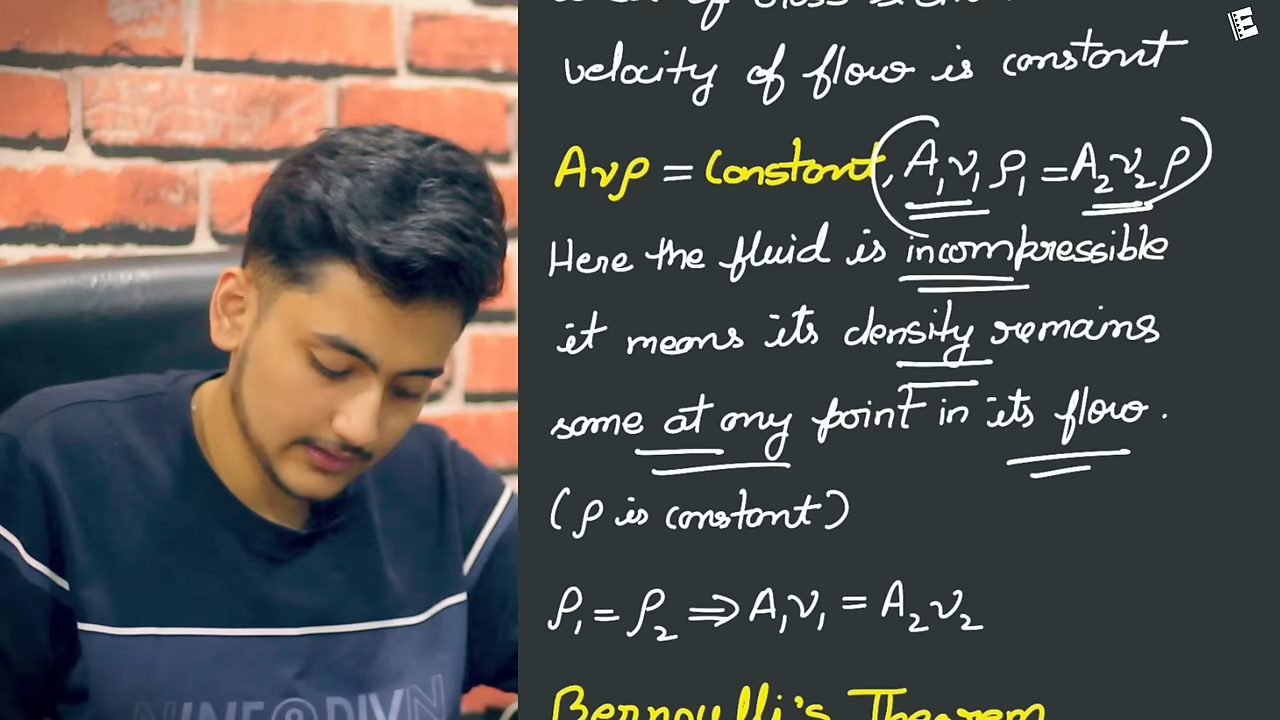 velocity of flow is constant
Avρ = Constant, (A₁v₁ρ₁ = A₂v₂ρ)
Here the fluid is incompressible
it means its density remains
same at any point in its flow.
(ρ is constant)
ρ₁ = ρ₂ ⇒ A₁v₁ = A₂v₂
Bernoulli's Theorem